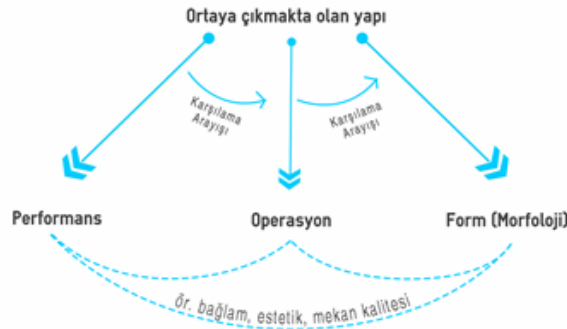 Ortaya çıkmakta olan yapı
Karşılama
Arayışı
Karşılama
Arayışı
Performans
Operasyon
Form (Morfoloji)
ör. bağlam, estetik, mekan kalitesi